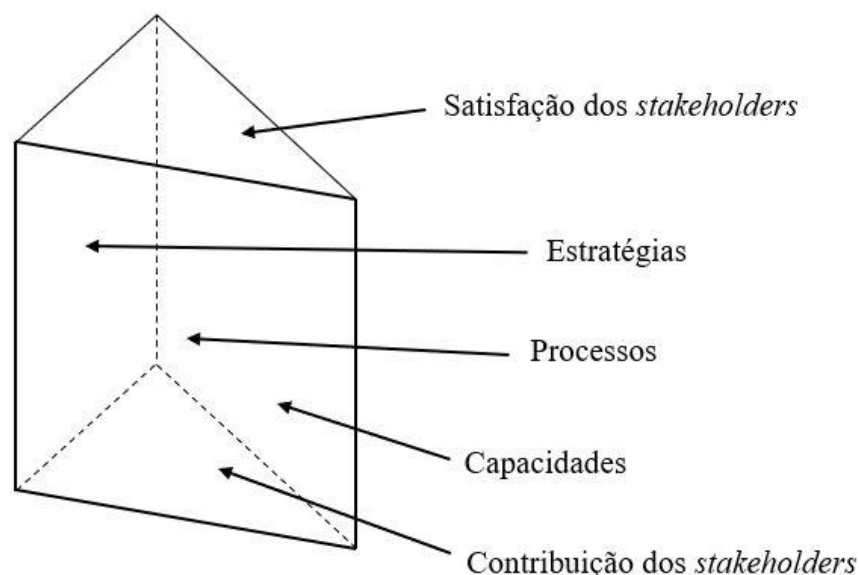 Satisfação dos stakeholders
Estratégias
Processos
Capacidades
Contribuição dos stakeholders